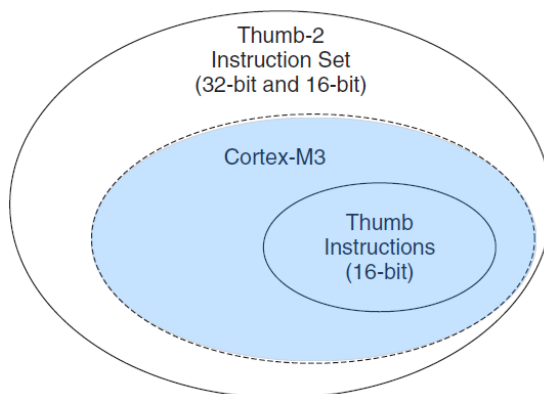 Thumb-2
Instruction Set
(32-bit and 16-bit)
Cortex-M3
Thumb
Instructions
(16-bit)